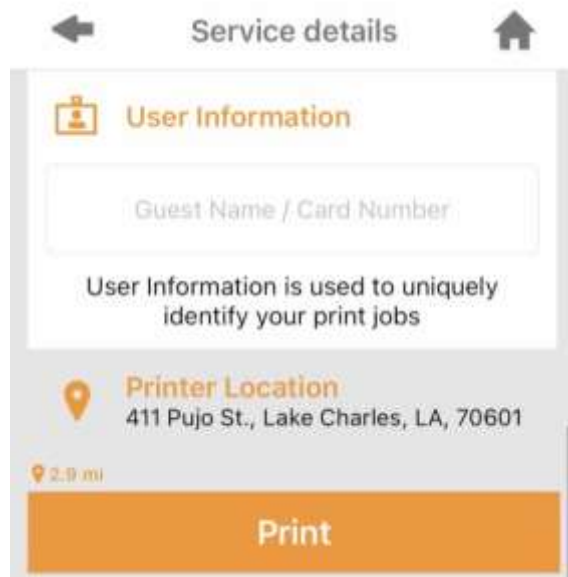 Service details
User Information
Guest Name / Card Number
User Information is used to uniquely
identify your print jobs
Printer Location
411 Pujo St., Lake Charles, LA, 70601
2.9 mi
Print